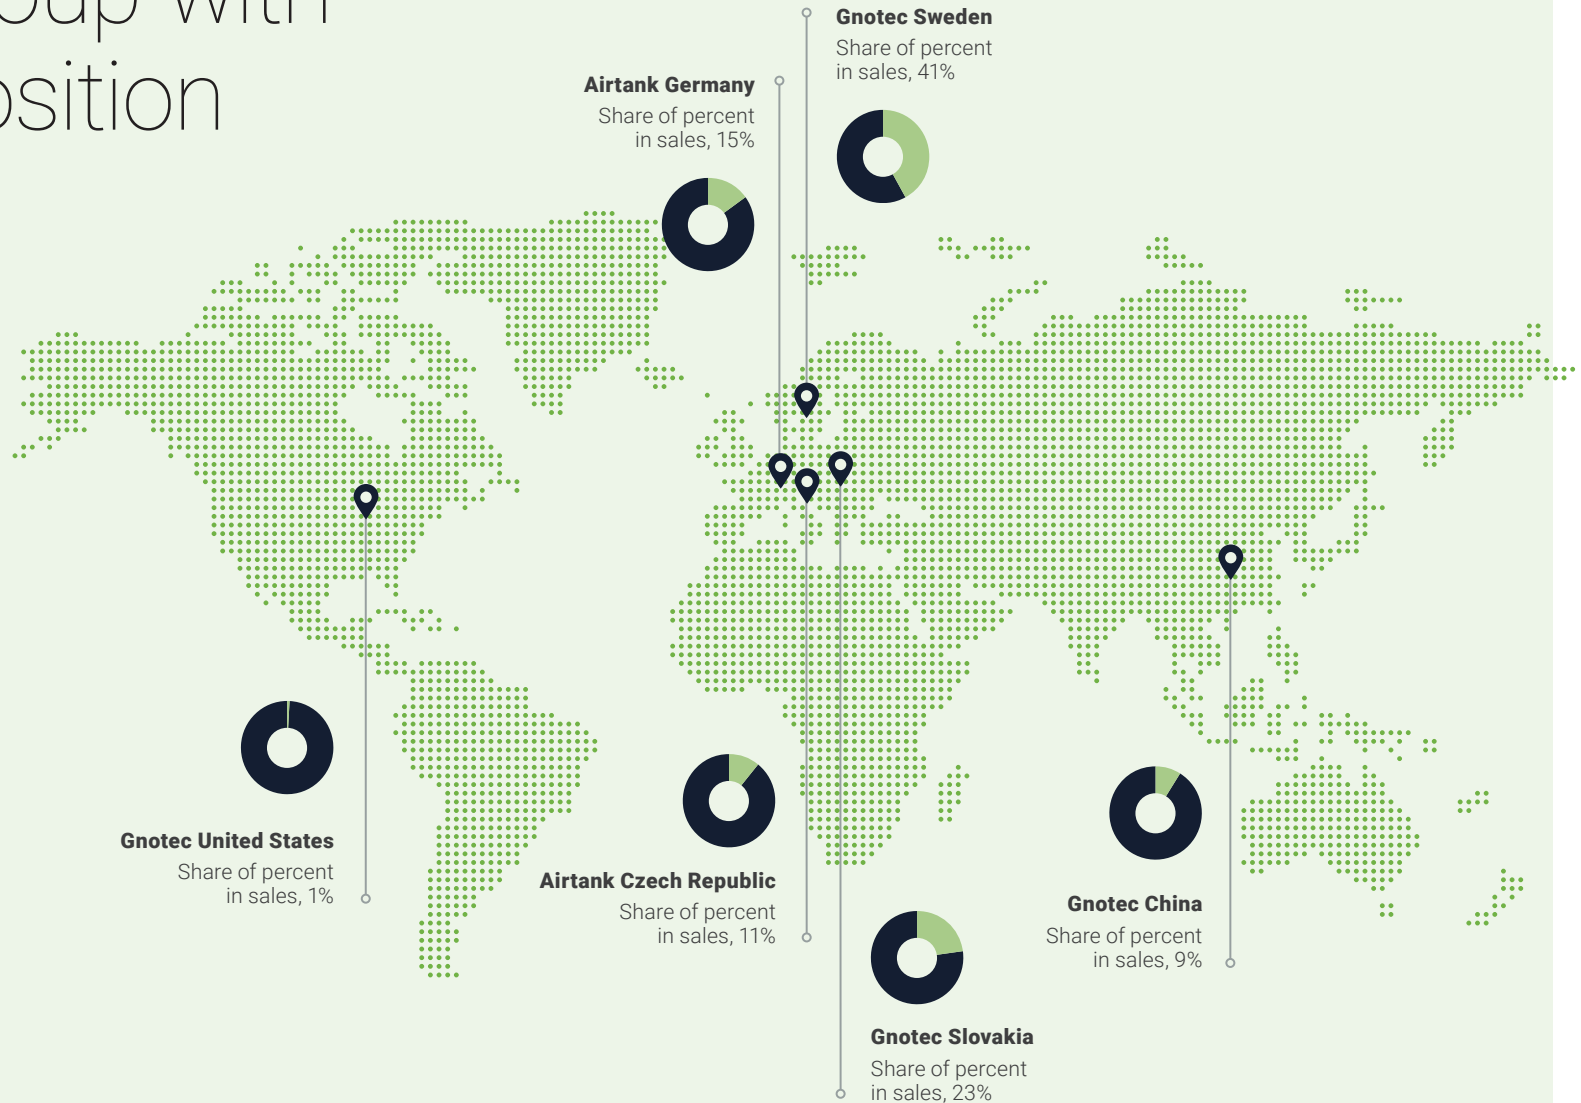 with
osition
Gnotec Sweden
Share of percent
in sales, 41%
Airtank Germany
Share of percent
in sales, 15%
Gnotec United States
Share of percent
in sales, 1%
Airtank Czech Republic
Share of percent
in sales, 11%
Gnotec China
Share of percent
in sales, 9%
Gnotec Slovakia
Share of percent
in sales, 23%